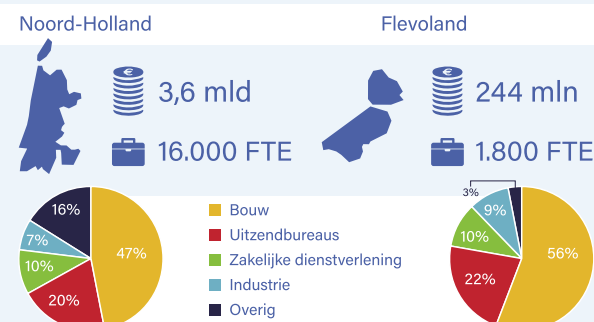 Noord-Holland
Flevoland
€ 3,6 mld
€ 244 mln
16.000 FTE
1.800 FTE
16%
7%
10%
20%
47%
Bouw
Uitzendbureaus
Zakelijke dienstverlening
Industrie
Overig
3%
9%
10%
22%
56%